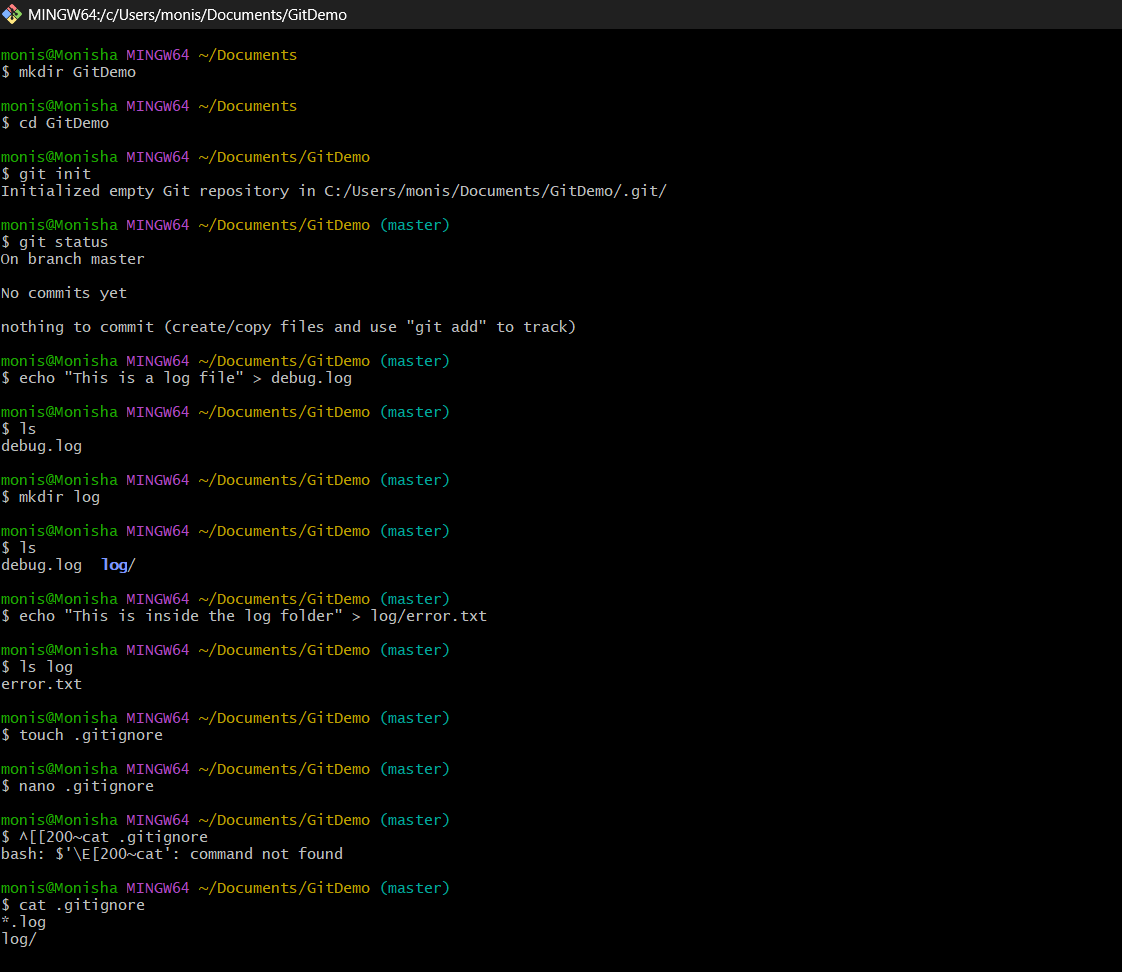 MINGW64:/c/Users/monis/Documents/GitDemo
monis@Monisha MINGW64 ~/Documents
$ mkdir GitDemo
monis@Monisha MINGW64 ~/Documents
$ cd GitDemo
monis@Monisha MINGW64 ~/Documents/GitDemo
$ git init
Initialized empty Git repository in C:/Users/monis/Documents/GitDemo/.git/
monis@Monisha MINGW64 ~/Documents/GitDemo (master)
$ git status
On branch master
No commits yet
nothing to commit (create/copy files and use "git add" to track)
monis@Monisha MINGW64 ~/Documents/GitDemo (master)
$ echo "This is a log file" > debug.log
monis@Monisha MINGW64 ~/Documents/GitDemo (master)
$ ls
debug.log
monis@Monisha MINGW64 ~/Documents/GitDemo (master)
$ mkdir log
monis@Monisha MINGW64 ~/Documents/GitDemo (master)
$ ls
debug.log  log/
monis@Monisha MINGW64 ~/Documents/GitDemo (master)
$ echo "This is inside the log folder" > log/error.txt
monis@Monisha MINGW64 ~/Documents/GitDemo (master)
$ ls log
error.txt
monis@Monisha MINGW64 ~/Documents/GitDemo (master)
$ touch .gitignore
monis@Monisha MINGW64 ~/Documents/GitDemo (master)
$ nano .gitignore
monis@Monisha MINGW64 ~/Documents/GitDemo (master)
$ ^[[200~cat .gitignore
bash: $'\E[200~cat': command not found
monis@Monisha MINGW64 ~/Documents/GitDemo (master)
$ cat .gitignore
*.log
log/